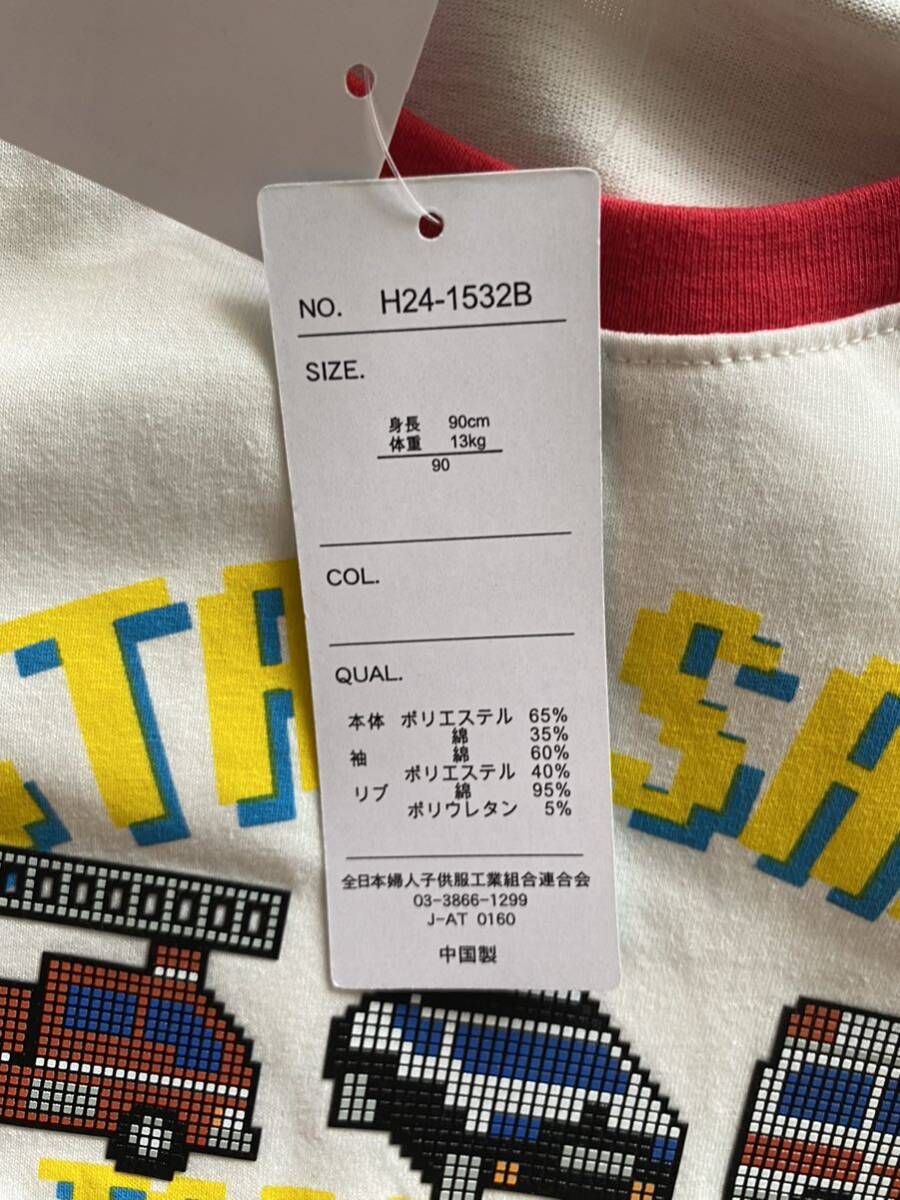 NO. H24-1532B
SIZE.
身長 90cm
体重 13kg
90
COL.
QUAL.
本体 ポリエステル 65%
綿 35%
袖 綿 60%
ポリエステル 40%
リブ 綿 95%
ポリウレタン 5%
全日本婦人子供服工業組合連合会
03-3866-1299
J-AT 0160
中国製